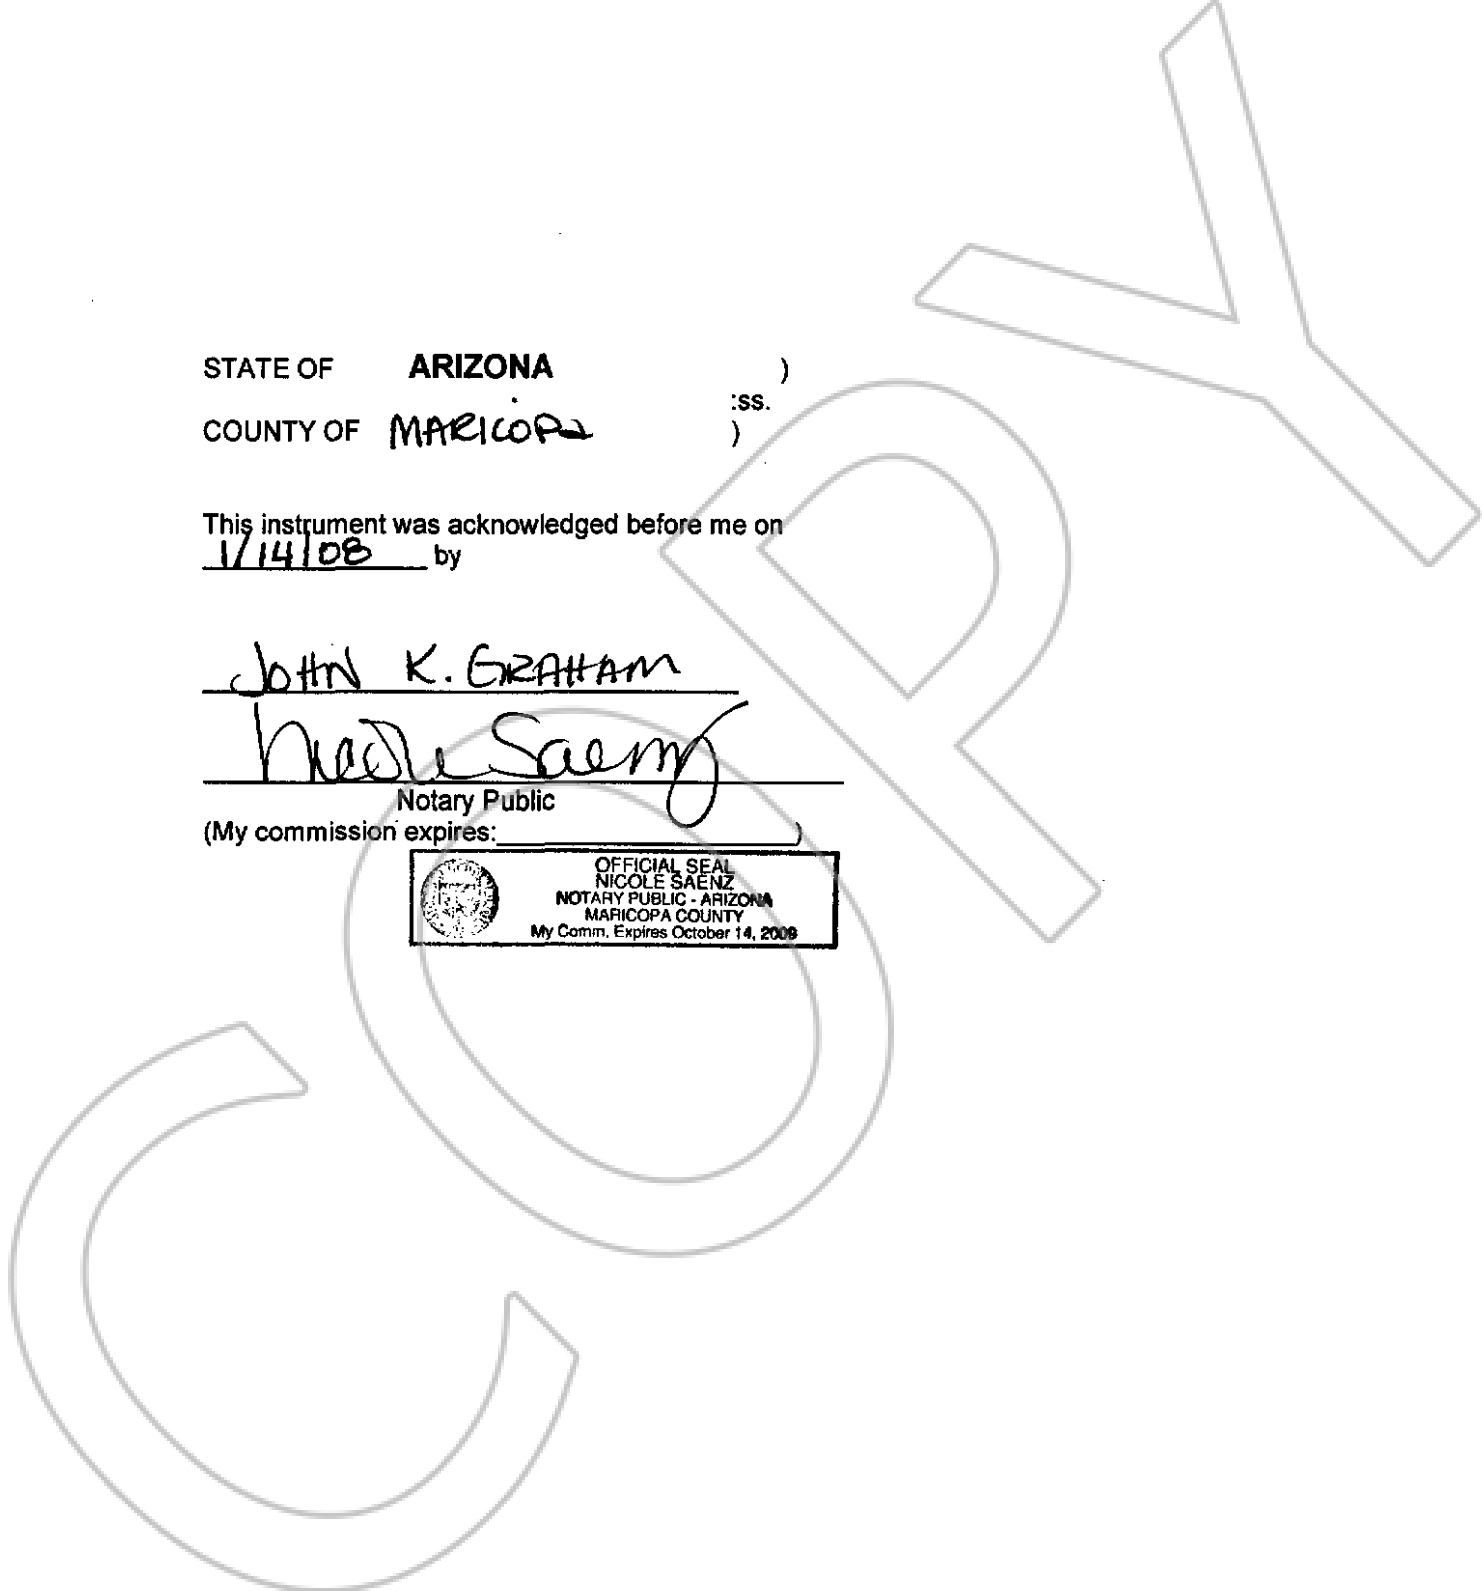 STATE OF ARIZONA )
:ss.
COUNTY OF MARICOPA )
This instrument was acknowledged before me on
1/14/08 by
JOHN K. GRAHAM
Nicole Saenz
Notary Public
(My commission expires: )
OFFICIAL SEAL
NICOLE SAENZ
NOTARY PUBLIC - ARIZONA
MARICOPA COUNTY
My Comm. Expires October 14, 2009
COPY